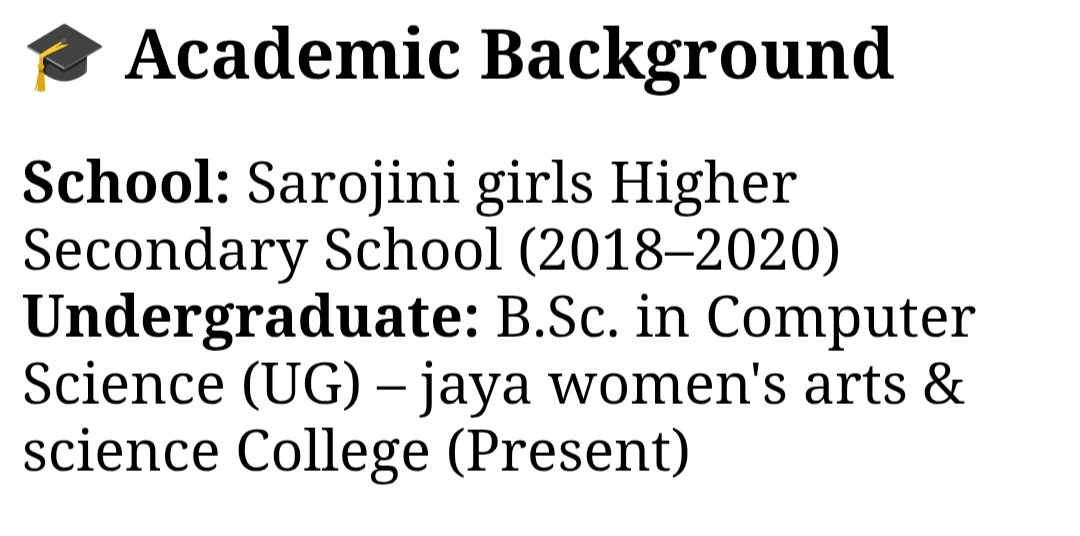 🎓 Academic Background
School: Sarojini girls Higher
Secondary School (2018–2020)
Undergraduate: B.Sc. in Computer
Science (UG) – jaya women's arts &
science College (Present)